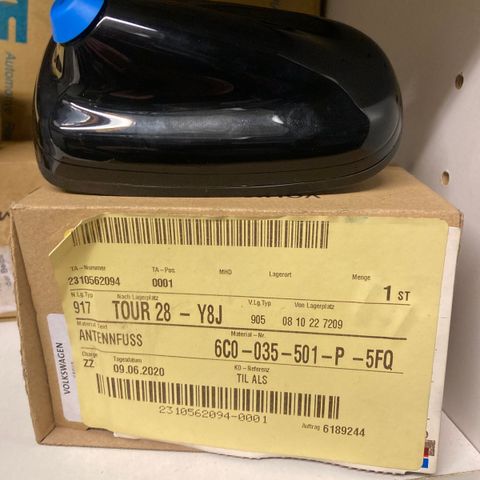 TA-Nummer TA-Pos. MHD Lagerort Menge
2310562094 0001 1 ST
N.Lg.Typ Nach Lagerplatz V.Lg.Typ Von Lagerplatz
917 TOUR 28 - Y8J 905 08 10 22 7209
Material Text Material-Nr.
ANTENNFUSS 6C0-035-501-P -5FQ
Charge Tagesdatum KD-Referenz
ZZ 09.06.2020 TIL ALS
2310562094-0001
Auftrag 6189244
VOLKSWAGEN